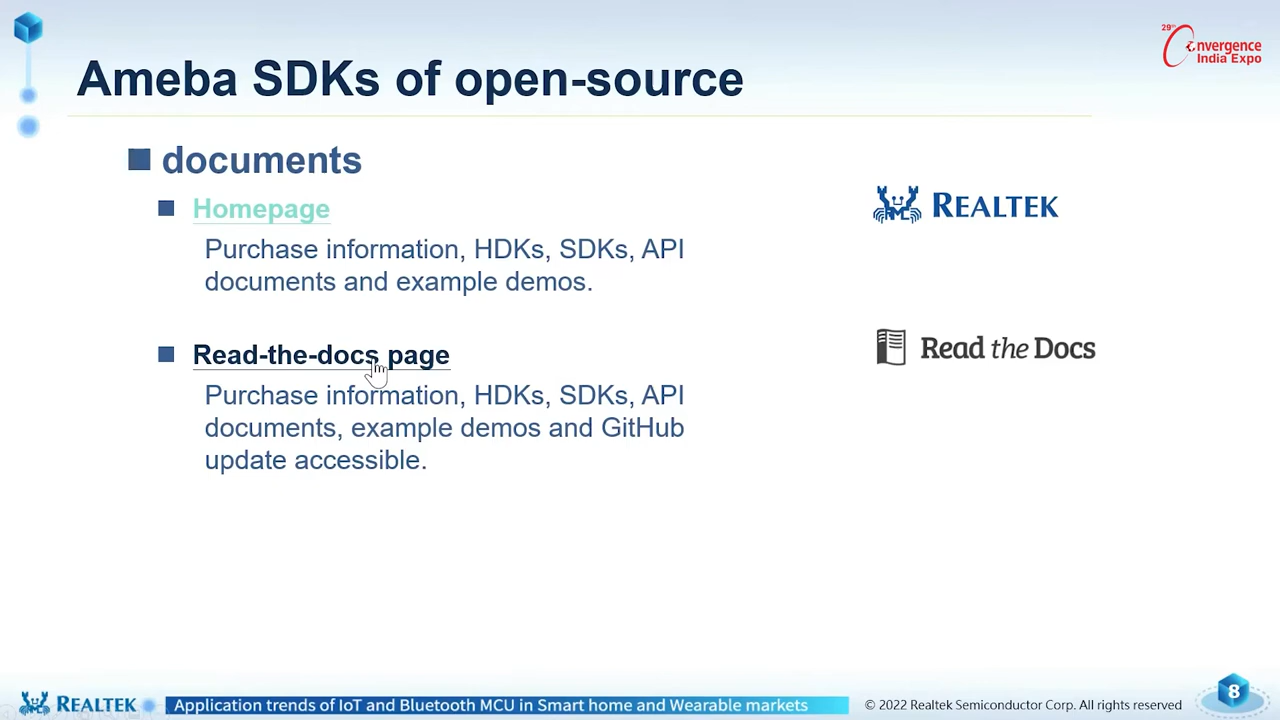 29th
Convergence
India Expo
Ameba SDKs of open-source
documents
Homepage
Purchase information, HDKs, SDKs, API
documents and example demos.
RMC
REALTEK
Read-the-docs page
Purchase information, HDKs, SDKs, API
documents, example demos and GitHub
update accessible.
Read the Docs
REALTEK
Application trends of IoT and Bluetooth MCU in Smart home and Wearable markets
© 2022 Realtek Semiconductor Corp. All rights reserved
8